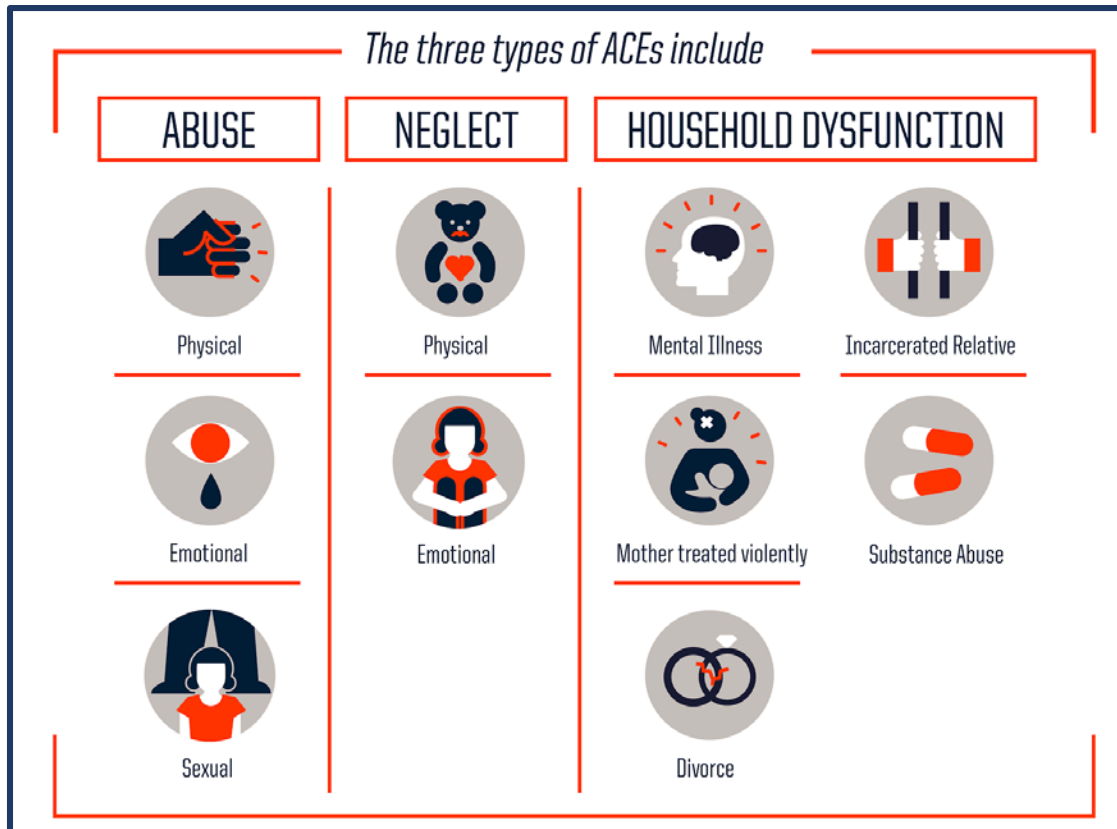 The three types of ACEs include
ABUSE
NEGLECT
HOUSEHOLD DYSFUNCTION
Physical
Physical
Mental Illness
Incarcerated Relative
Emotional
Emotional
Mother treated violently
Substance Abuse
Sexual
Divorce